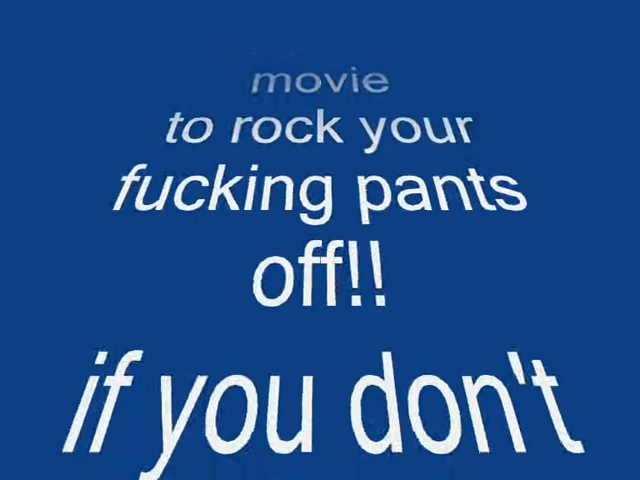 movie
to rock your
fucking pants
off!!
if you don't